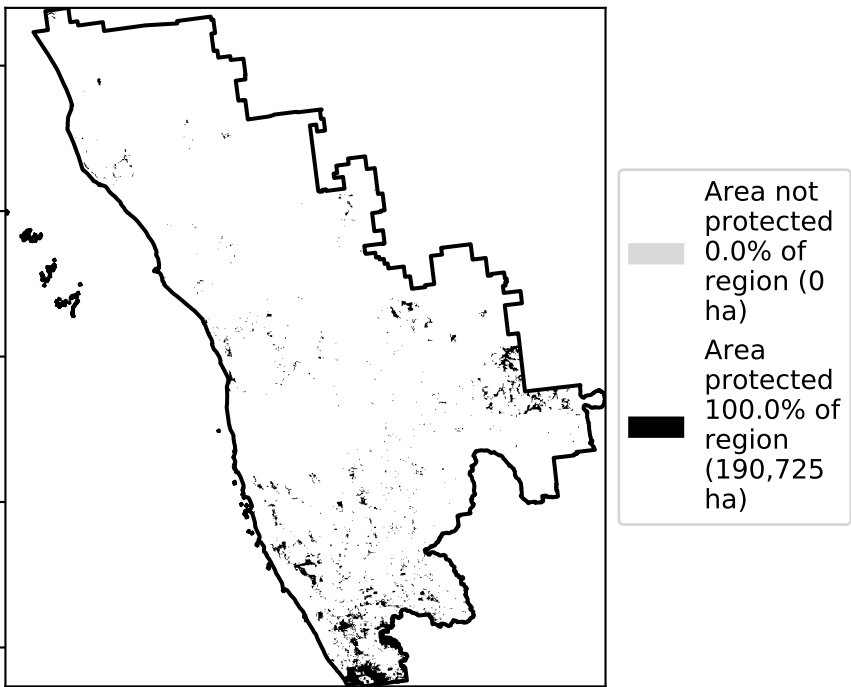 Area not
protected
0.0% of
region (0
ha)
Area
protected
100.0% of
region
(190,725
ha)